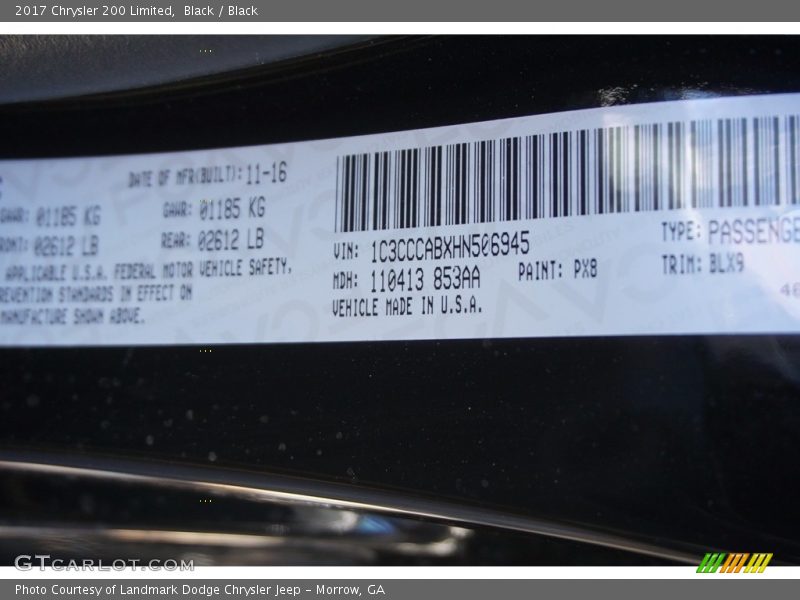 2017 Chrysler 200 Limited, Black / Black
DATE OF MFR(BUILT): 11-16
GAWR: 01185 KG GAWR: 01185 KG
02612 LB REAR: 02612 LB
APPLICABLE U.S.A. FEDERAL MOTOR VEHICLE SAFETY,
REVENTION STANDARDS IN EFFECT ON
MANUFACTURE SHOWN ABOVE.
VIN: 1C3CCCABXHN506945 TYPE: PASSENGE
MDH: 110413 853AA PAINT: PX8 TRIM: BLX9
VEHICLE MADE IN U.S.A.
GTCARLOT.COM
Photo Courtesy of Landmark Dodge Chrysler Jeep – Morrow, GA